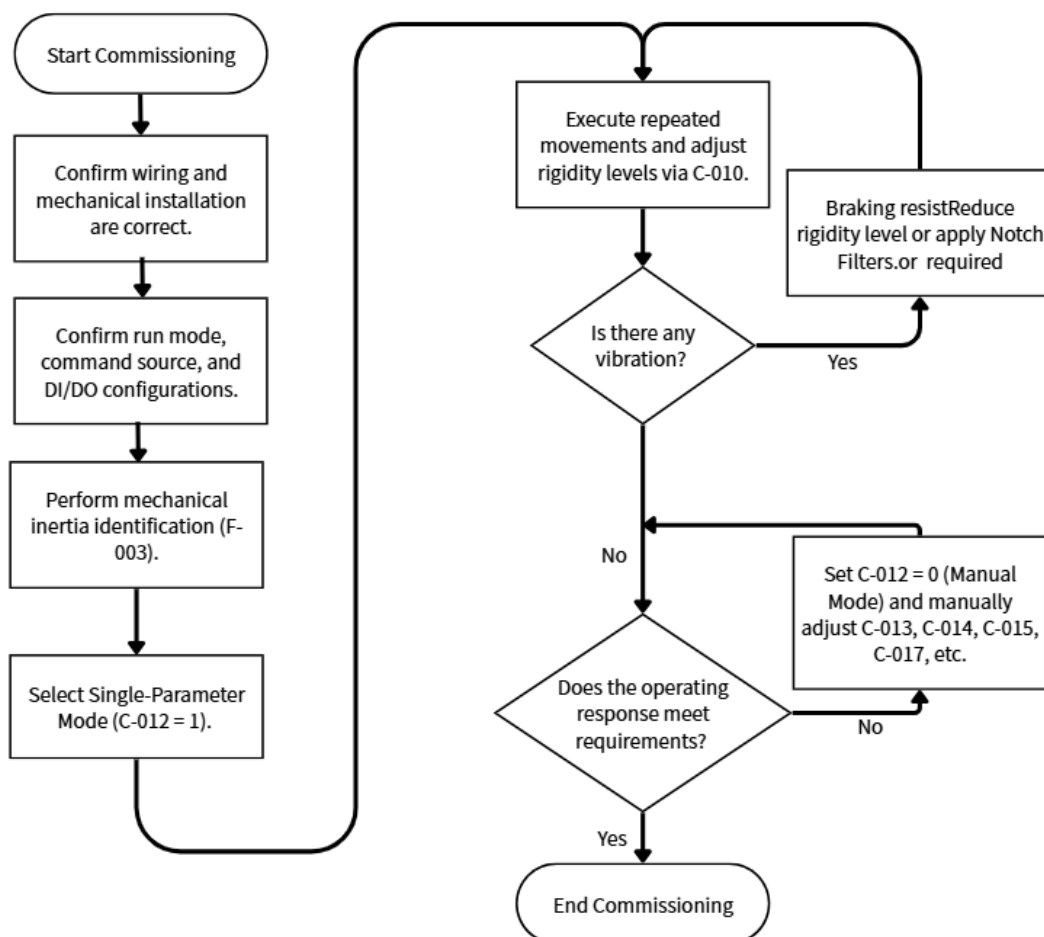 Start Commissioning
Confirm wiring and
mechanical installation
are correct.
Confirm run mode,
command source, and
DI/DO configurations.
Perform mechanical
inertia identification (F-
003).
Select Single-Parameter
Mode (C-012 = 1).
Execute repeated
movements and adjust
rigidity levels via C-010.
Is there any
vibration?
Yes
Braking resistReduce
rigidity level or apply Notch
Filters.or required
No
Does the operating
response meet
requirements?
No
Set C-012 = 0 (Manual
Mode) and manually
adjust C-013, C-014, C-015,
C-017, etc.
Yes
End Commissioning